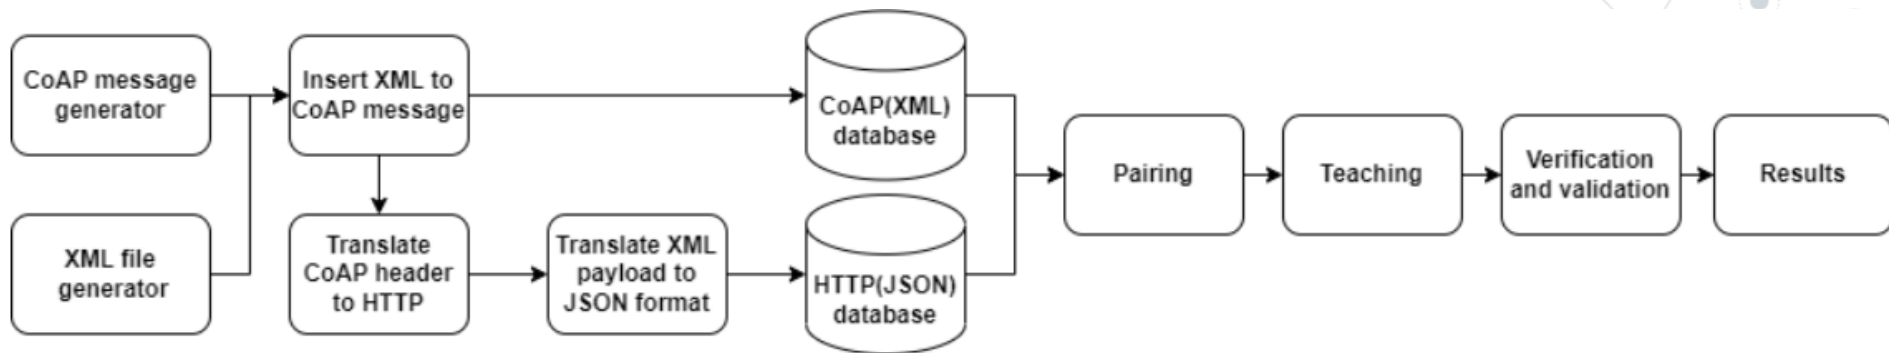 CoAP message
generator
Insert XML to
CoAP message
CoAP(XML)
database
Pairing
Teaching
Verification
and validation
Results
XML file
generator
Translate
CoAP header
to HTTP
Translate XML
payload to
JSON format
HTTP(JSON)
database